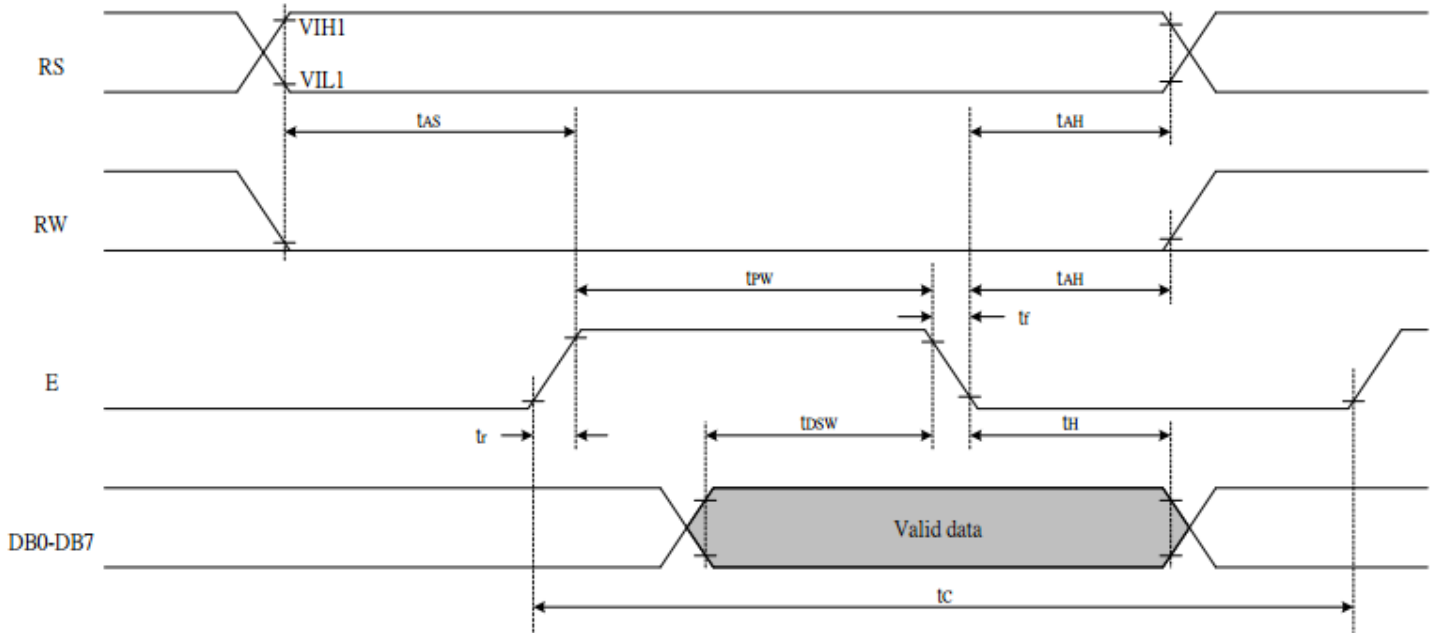 VIH1
RS
VIL1
tAS
tAH
RW
tPW
tAH
tf
E
tr
tDSW
tH
DB0-DB7
Valid data
tC